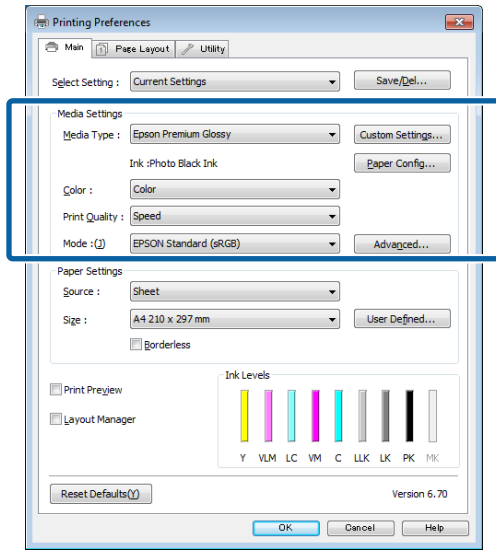 Printing Preferences
Main Page Layout Utility
Select Setting : Current Settings Save/Del...
Media Settings
Media Type : Epson Premium Glossy Custom Settings...
Ink :Photo Black Ink Paper Config...
Color : Color
Print Quality : Speed
Mode :(J) EPSON Standard (sRGB) Advanced...
Paper Settings
Source : Sheet
Size : A4 210 x 297 mm User Defined...
Borderless
Ink Levels
Print Preview
Layout Manager
Y VLM LC VM C LLK LK PK MK
Reset Defaults(Y) Version 6.70
OK Cancel Help